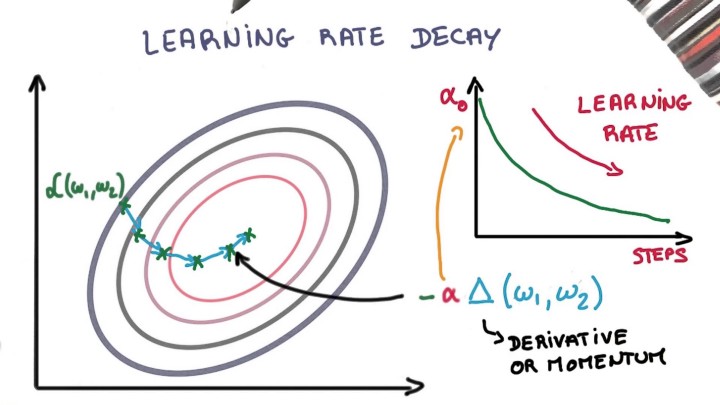 LEARNING RATE DECAY
α₀
LEARNING
RATE
ℒ(ω₁,ω₂)
STEPS
- α Δ(ω₁,ω₂)
DERIVATIVE
OR MOMENTUM